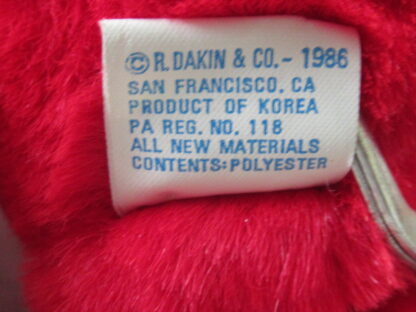 © R. DAKIN & CO. - 1986
SAN FRANCISCO, CA
PRODUCT OF KOREA
PA REG. NO. 118
ALL NEW MATERIALS
CONTENTS: POLYESTER